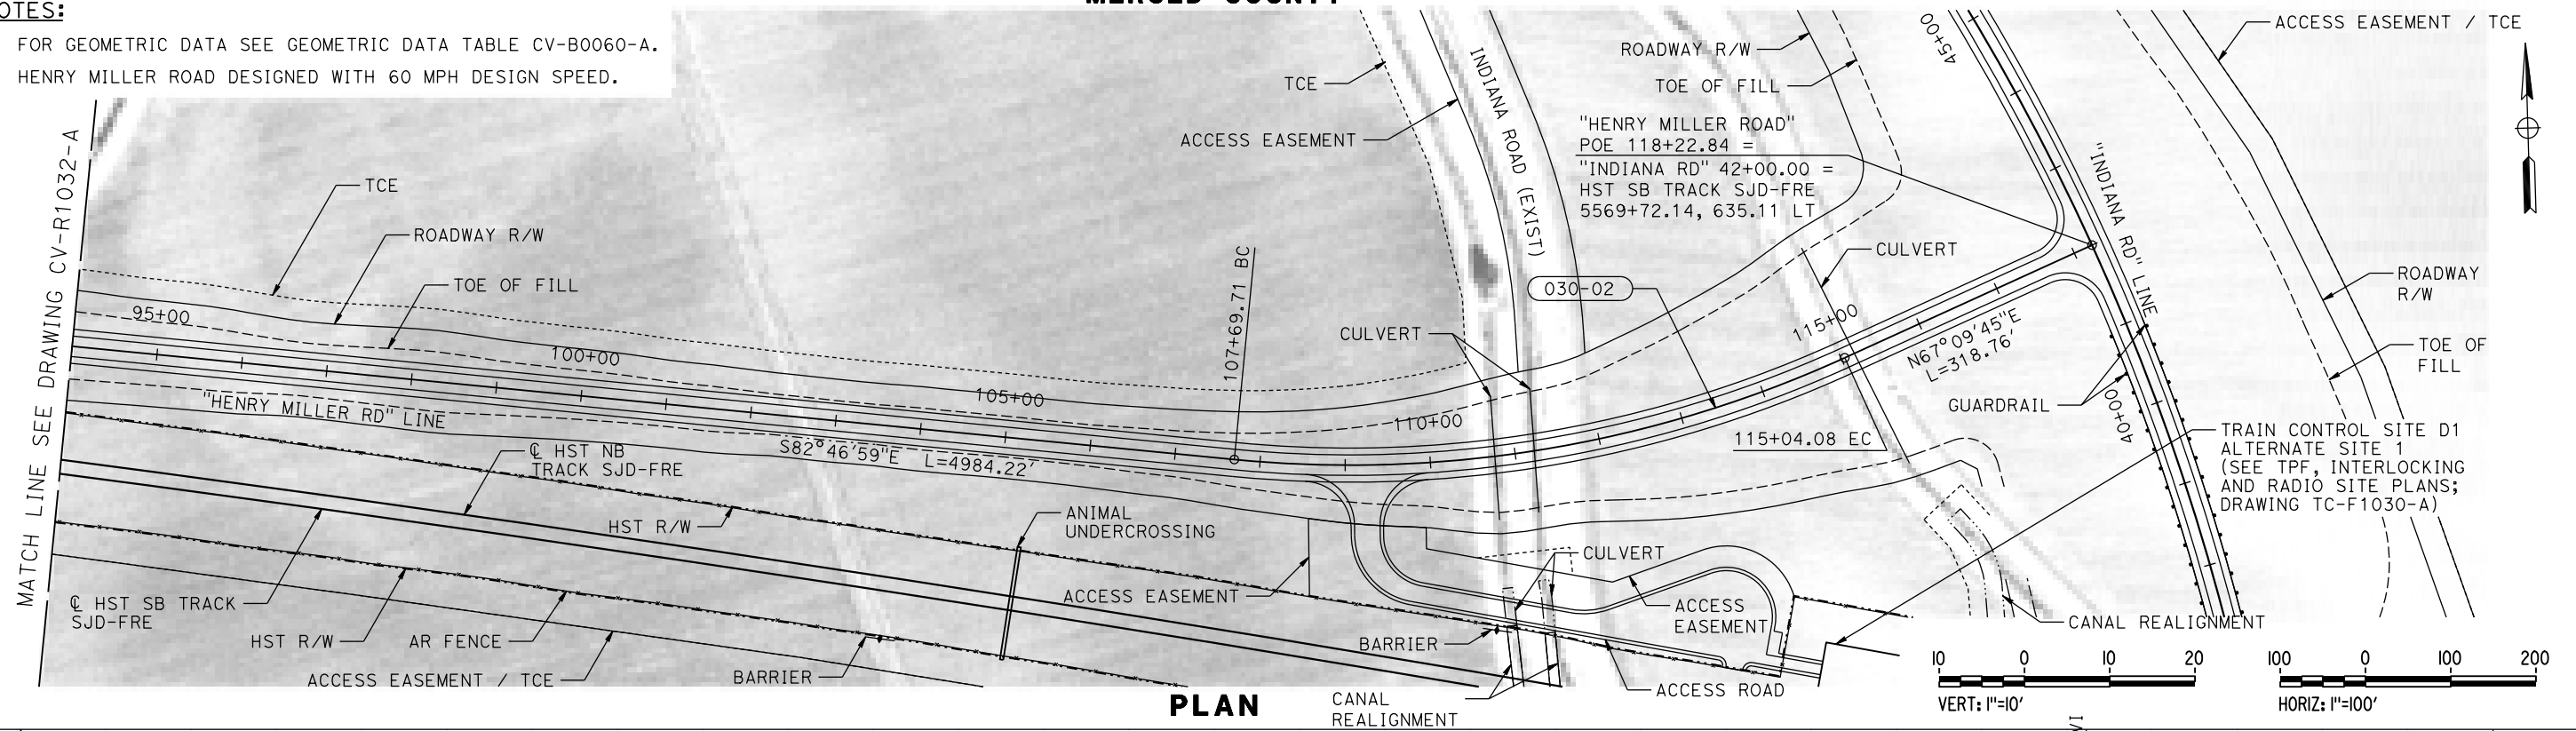 OTES:
FOR GEOMETRIC DATA SEE GEOMETRIC DATA TABLE CV-B0060-A.
HENRY MILLER ROAD DESIGNED WITH 60 MPH DESIGN SPEED.
MERCED COUNTY
MATCH LINE SEE DRAWING CV-R1032-A
TCE
ROADWAY R/W
TOE OF FILL
95+00
100+00
105+00
"HENRY MILLER RD" LINE
S82°46'59"E L=4984.22'
107+69.71 BC
℄ HST NB
TRACK SJD-FRE
HST R/W
ANIMAL
UNDERCROSSING
℄ HST SB TRACK
SJD-FRE
HST R/W
AR FENCE
ACCESS EASEMENT / TCE
BARRIER
TCE
ACCESS EASEMENT
INDIANA ROAD (EXIST)
ROADWAY R/W
TOE OF FILL
"HENRY MILLER ROAD"
POE 118+22.84 =
"INDIANA RD" 42+00.00 =
HST SB TRACK SJD-FRE
5569+72.14, 635.11 LT
030-02
CULVERT
CULVERT
110+00
115+00
115+04.08 EC
N67°09'45"E
L=318.76'
45+00
"INDIANA RD" LINE
40+00
GUARDRAIL
ACCESS EASEMENT / TCE
ROADWAY
R/W
TOE OF
FILL
TRAIN CONTROL SITE D1
ALTERNATE SITE 1
(SEE TPF, INTERLOCKING
AND RADIO SITE PLANS;
DRAWING TC-F1030-A)
CULVERT
ACCESS EASEMENT
ACCESS
EASEMENT
BARRIER
CANAL REALIGNMENT
ACCESS ROAD
CANAL
REALIGNMENT
PLAN
10 0 10 20
VERT: 1"=10'
100 0 100 200
HORIZ: 1"=100'